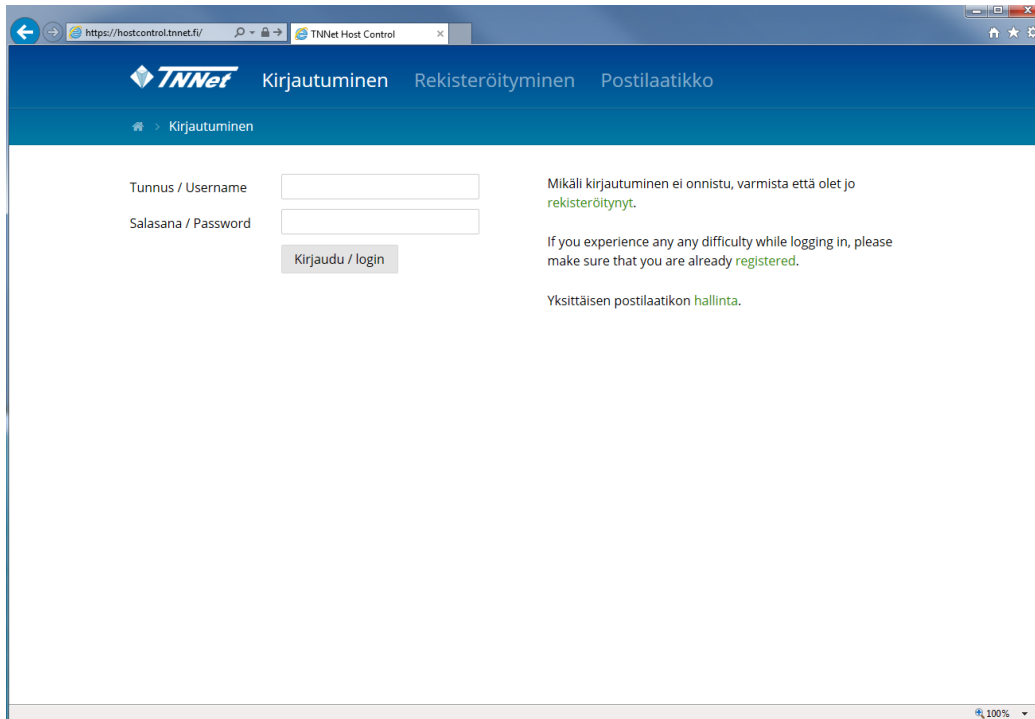 https://hostcontrol.tnnet.fi/
TNNet Host Control
TNNet Kirjautuminen Rekisteröityminen Postilaatikko
Kirjautuminen
Tunnus / Username
Salasana / Password
Kirjaudu / login
Mikäli kirjautuminen ei onnistu, varmista että olet jo
rekisteröitynyt.
If you experience any any difficulty while logging in, please
make sure that you are already registered.
Yksittäisen postilaatikon hallinta.
100%